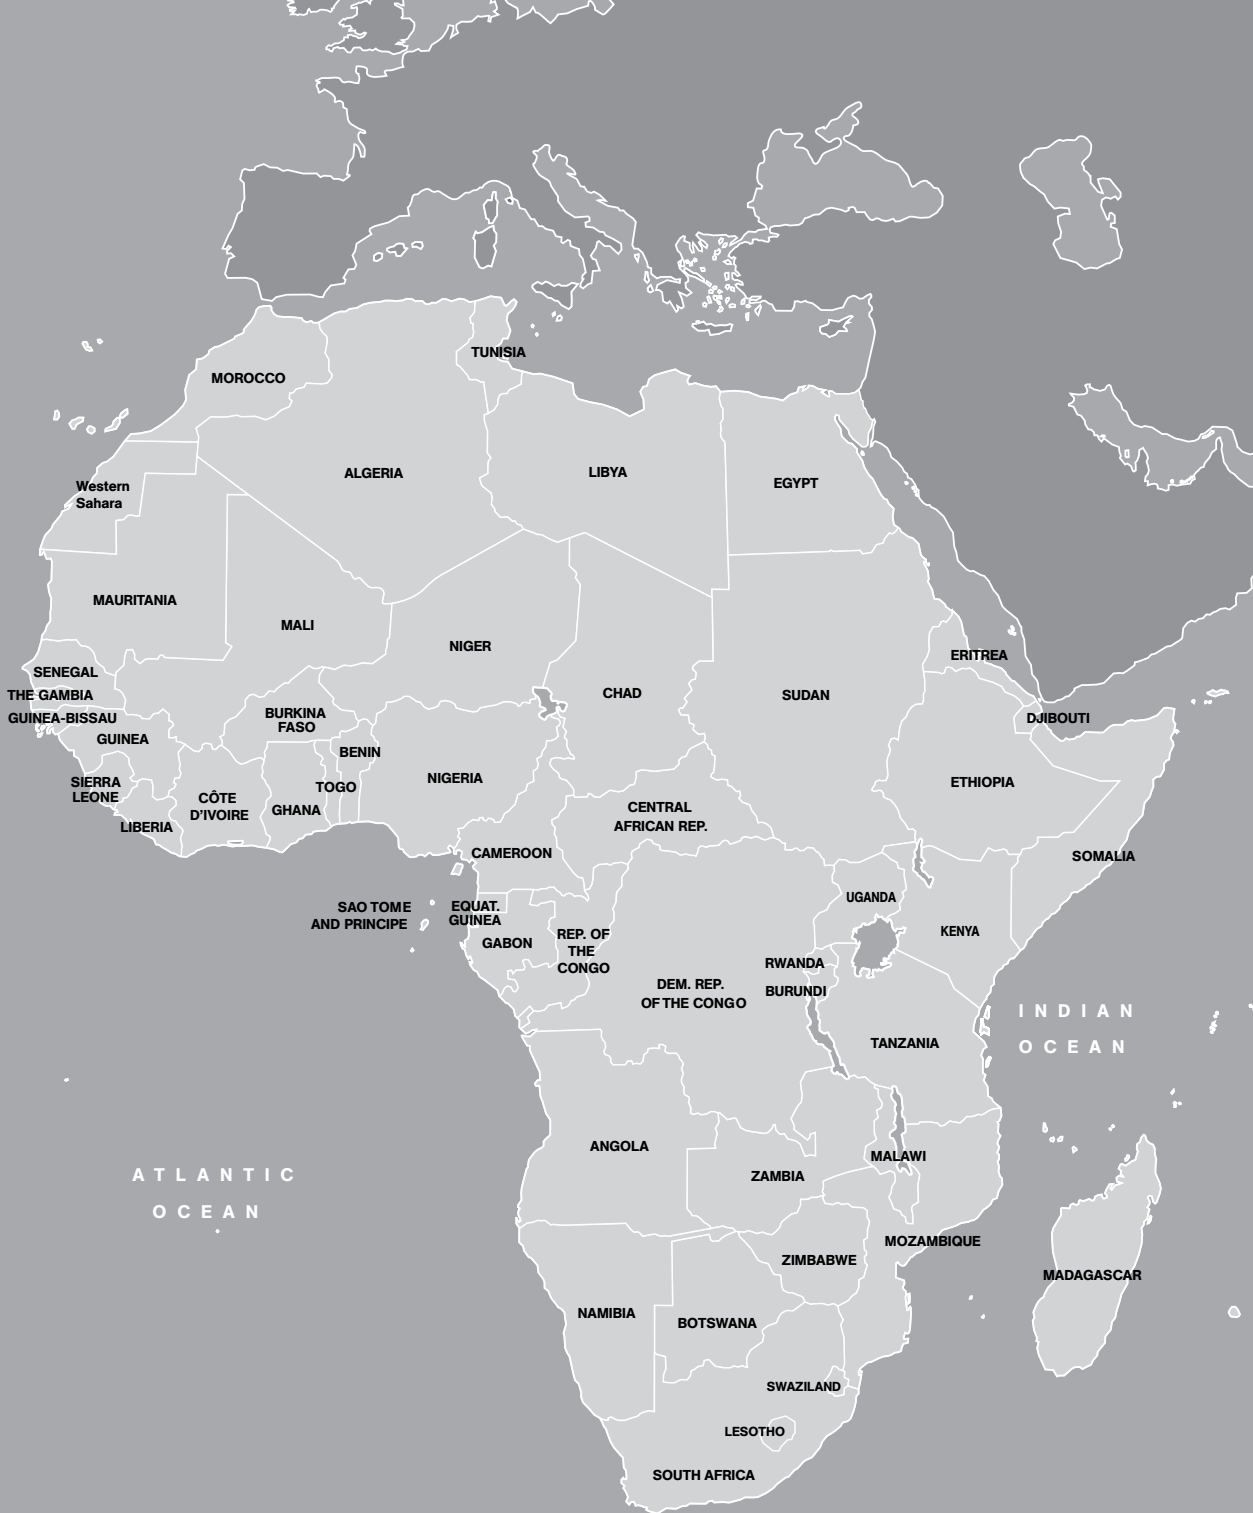 TUNISIA
MOROCCO
ALGERIA
LIBYA
EGYPT
Western
Sahara
MAURITANIA
MALI
NIGER
CHAD
SUDAN
ERITREA
SENEGAL
THE GAMBIA
GUINEA-BISSAU
GUINEA
BURKINA
FASO
DJIBOUTI
BENIN
NIGERIA
ETHIOPIA
SIERRA
LEONE
TOGO
CÔTE
D'IVOIRE
GHANA
LIBERIA
CENTRAL
AFRICAN REP.
CAMEROON
SOMALIA
UGANDA
SAO TOME
AND PRINCIPE
EQUAT.
GUINEA
GABON
REP. OF
THE
CONGO
KENYA
RWANDA
BURUNDI
DEM. REP.
OF THE CONGO
INDIAN
OCEAN
TANZANIA
ANGOLA
MALAWI
ZAMBIA
ATLANTIC
OCEAN
MOZAMBIQUE
ZIMBABWE
MADAGASCAR
NAMIBIA
BOTSWANA
SWAZILAND
LESOTHO
SOUTH AFRICA